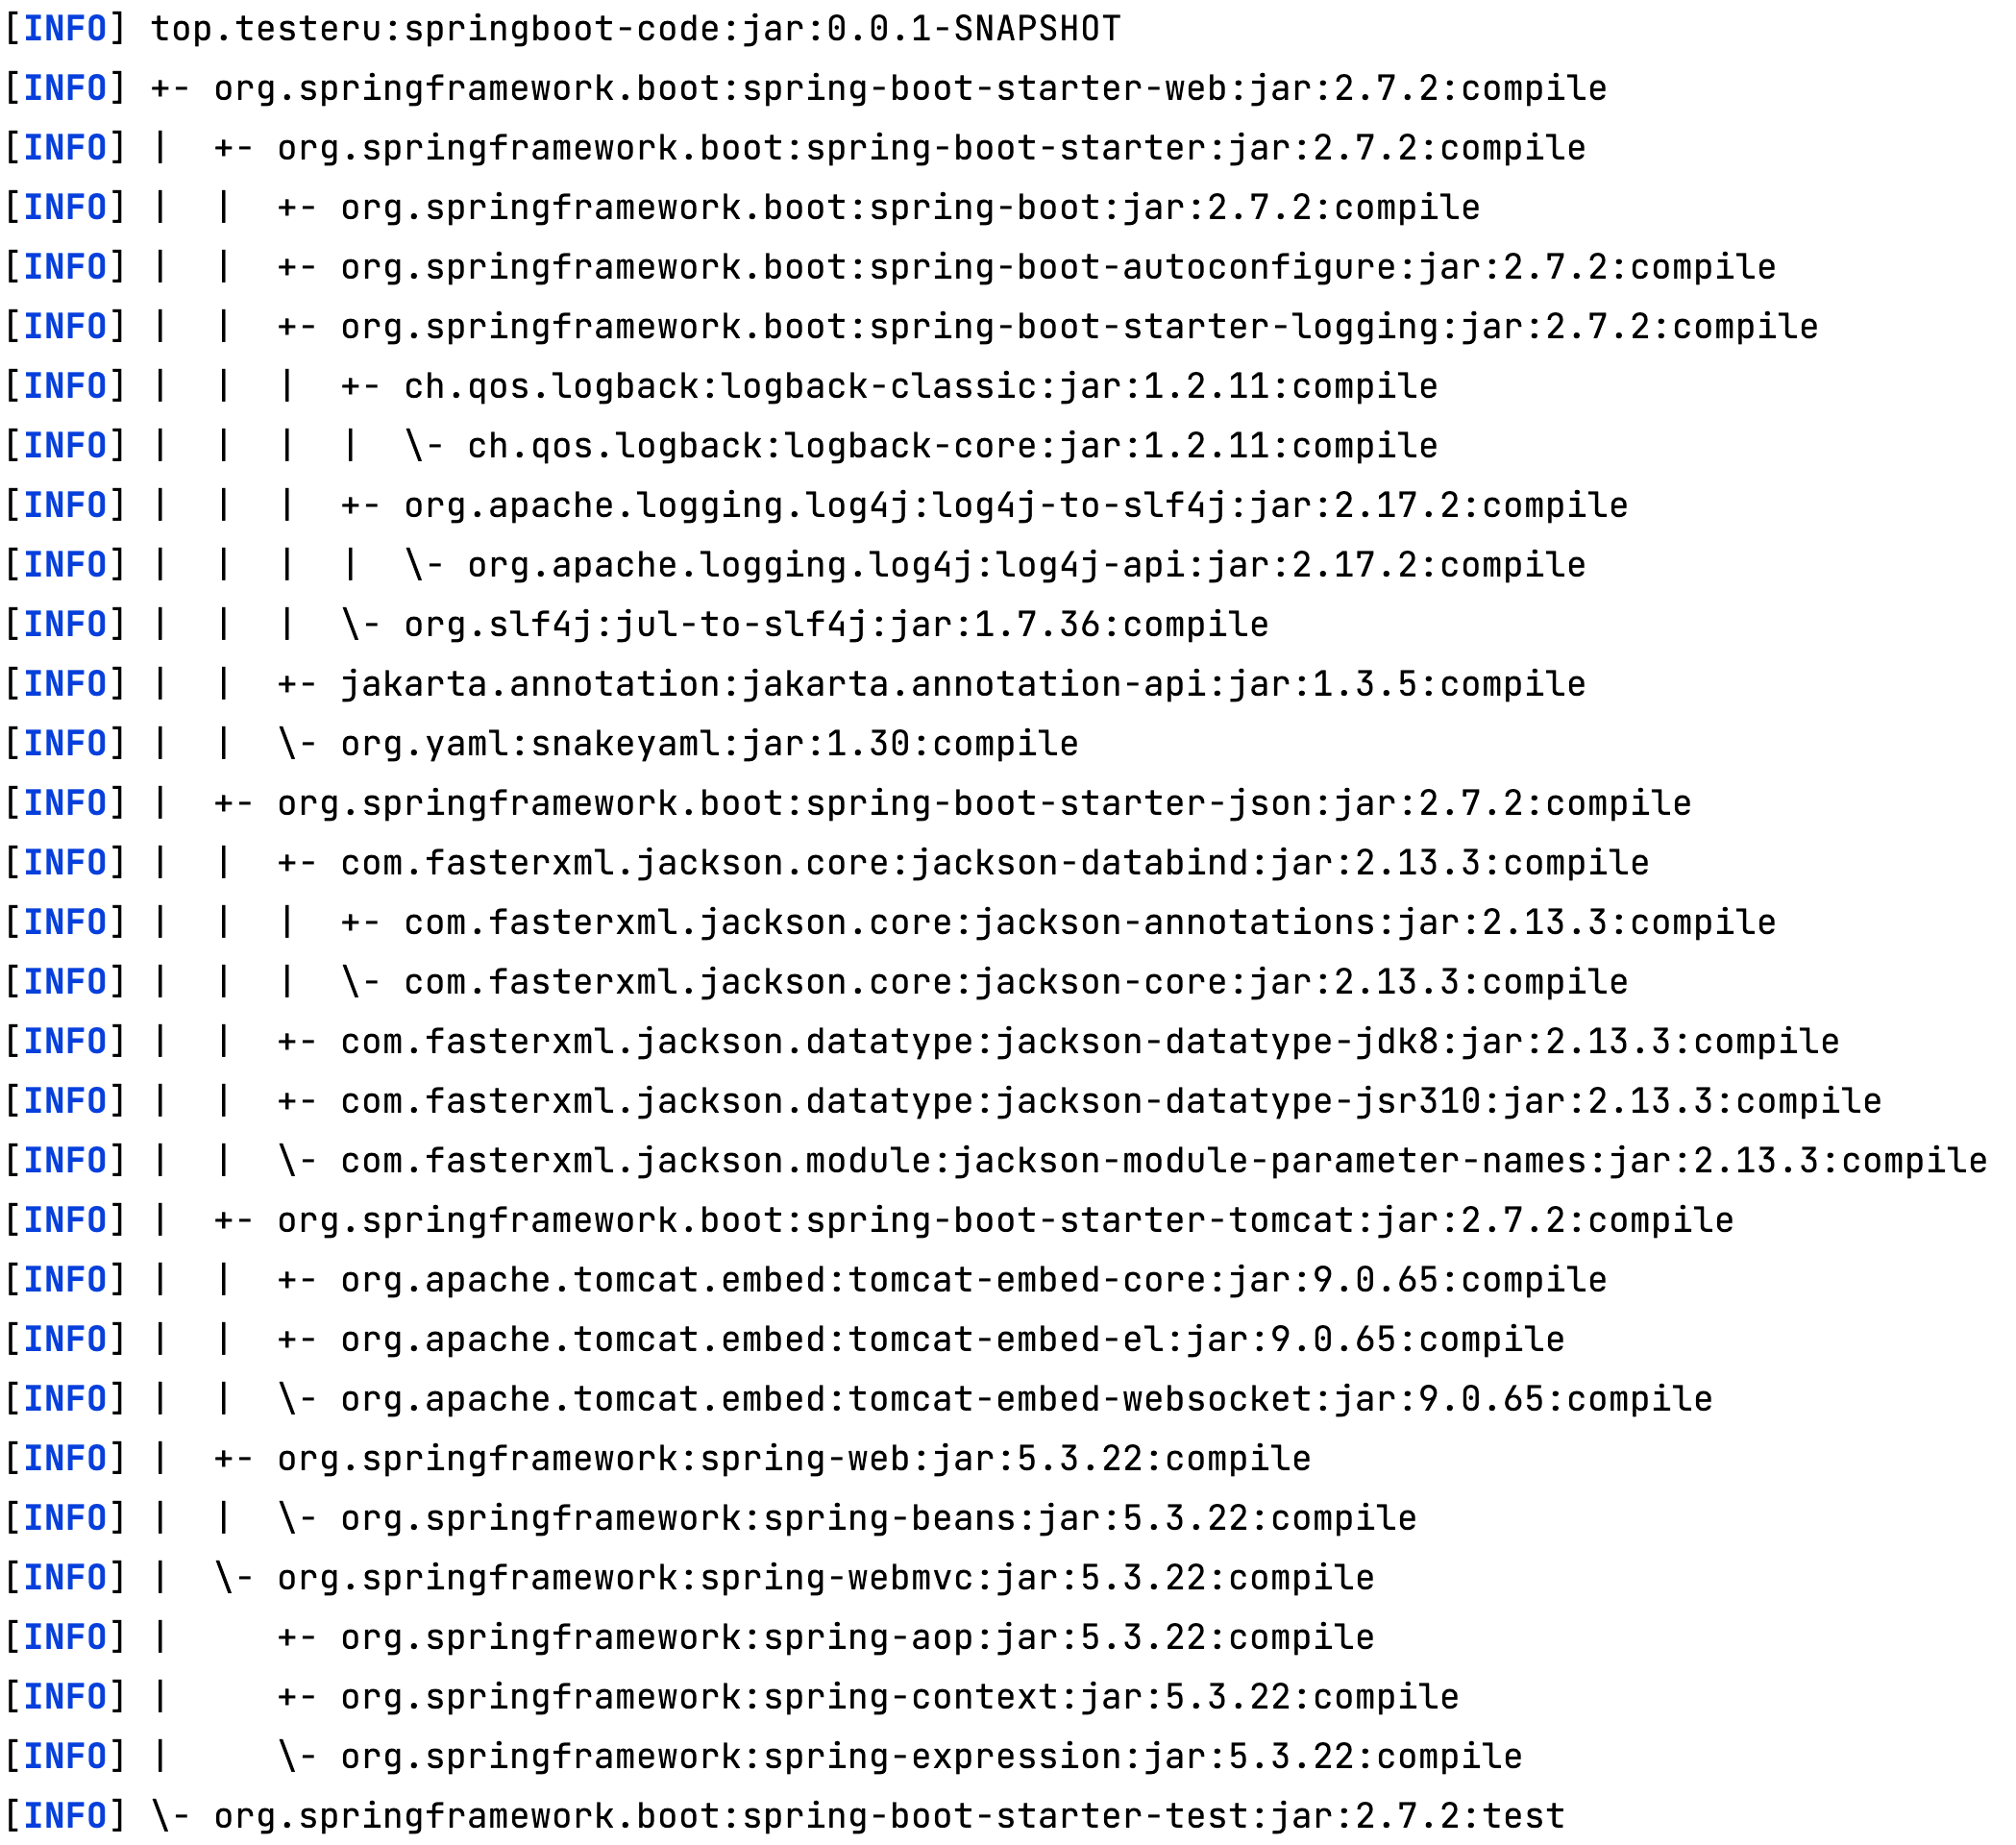 [INFO] top.testeru:springboot-code:jar:0.0.1-SNAPSHOT
[INFO] +- org.springframework.boot:spring-boot-starter-web:jar:2.7.2:compile
[INFO] |  +- org.springframework.boot:spring-boot-starter:jar:2.7.2:compile
[INFO] |  |  +- org.springframework.boot:spring-boot:jar:2.7.2:compile
[INFO] |  |  +- org.springframework.boot:spring-boot-autoconfigure:jar:2.7.2:compile
[INFO] |  |  +- org.springframework.boot:spring-boot-starter-logging:jar:2.7.2:compile
[INFO] |  |  |  +- ch.qos.logback:logback-classic:jar:1.2.11:compile
[INFO] |  |  |  |  \- ch.qos.logback:logback-core:jar:1.2.11:compile
[INFO] |  |  |  +- org.apache.logging.log4j:log4j-to-slf4j:jar:2.17.2:compile
[INFO] |  |  |  |  \- org.apache.logging.log4j:log4j-api:jar:2.17.2:compile
[INFO] |  |  |  \- org.slf4j:jul-to-slf4j:jar:1.7.36:compile
[INFO] |  |  +- jakarta.annotation:jakarta.annotation-api:jar:1.3.5:compile
[INFO] |  |  \- org.yaml:snakeyaml:jar:1.30:compile
[INFO] |  +- org.springframework.boot:spring-boot-starter-json:jar:2.7.2:compile
[INFO] |  |  +- com.fasterxml.jackson.core:jackson-databind:jar:2.13.3:compile
[INFO] |  |  |  +- com.fasterxml.jackson.core:jackson-annotations:jar:2.13.3:compile
[INFO] |  |  |  \- com.fasterxml.jackson.core:jackson-core:jar:2.13.3:compile
[INFO] |  |  +- com.fasterxml.jackson.datatype:jackson-datatype-jdk8:jar:2.13.3:compile
[INFO] |  |  +- com.fasterxml.jackson.datatype:jackson-datatype-jsr310:jar:2.13.3:compile
[INFO] |  |  \- com.fasterxml.jackson.module:jackson-module-parameter-names:jar:2.13.3:compile
[INFO] |  +- org.springframework.boot:spring-boot-starter-tomcat:jar:2.7.2:compile
[INFO] |  |  +- org.apache.tomcat.embed:tomcat-embed-core:jar:9.0.65:compile
[INFO] |  |  +- org.apache.tomcat.embed:tomcat-embed-el:jar:9.0.65:compile
[INFO] |  |  \- org.apache.tomcat.embed:tomcat-embed-websocket:jar:9.0.65:compile
[INFO] |  +- org.springframework:spring-web:jar:5.3.22:compile
[INFO] |  |  \- org.springframework:spring-beans:jar:5.3.22:compile
[INFO] |  \- org.springframework:spring-webmvc:jar:5.3.22:compile
[INFO] |     +- org.springframework:spring-aop:jar:5.3.22:compile
[INFO] |     +- org.springframework:spring-context:jar:5.3.22:compile
[INFO] |     \- org.springframework:spring-expression:jar:5.3.22:compile
[INFO] \- org.springframework.boot:spring-boot-starter-test:jar:2.7.2:test